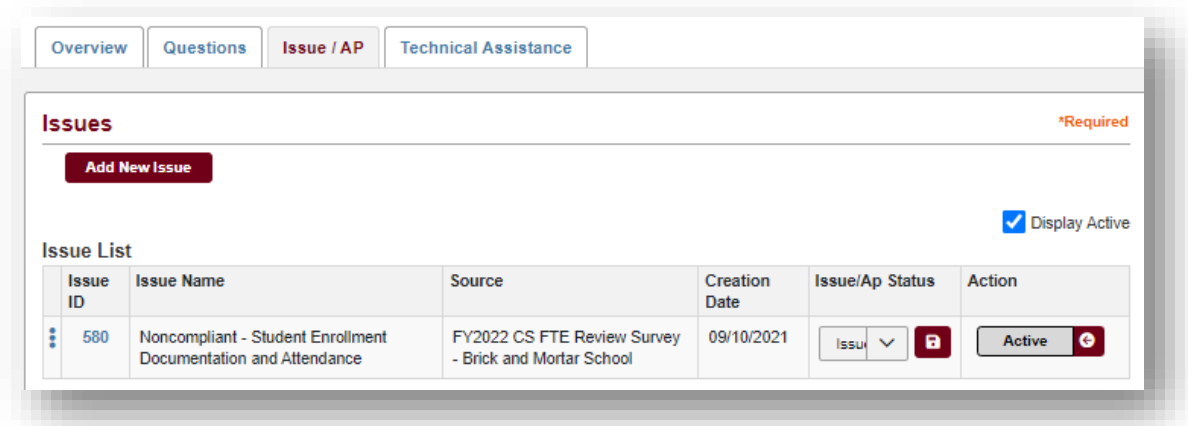 Overview Questions Issue / AP Technical Assistance
Issues *Required
Add New Issue
Display Active
Issue List
Issue ID Issue Name Source Creation Date Issue/Ap Status Action
580 Noncompliant - Student Enrollment Documentation and Attendance FY2022 CS FTE Review Survey - Brick and Mortar School 09/10/2021 Issu Active